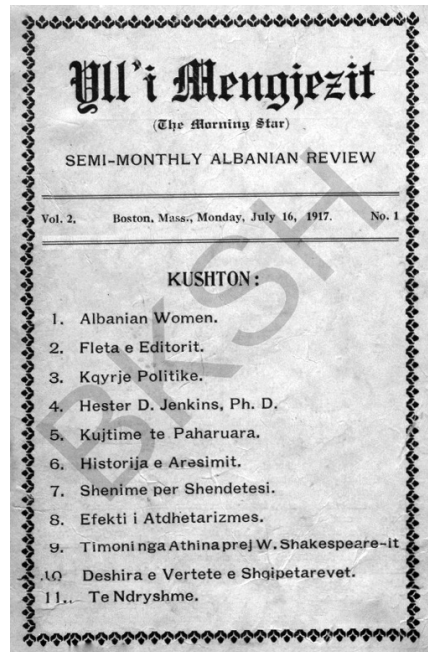 Yll'i Mengjezit
(The Morning Star)
SEMI-MONTHLY ALBANIAN REVIEW
Vol. 2. Boston, Mass., Monday, July 16, 1917. No. 1
KUSHTON:
1. Albanian Women.
2. Fleta e Editorit.
3. Kqyrje Politike.
4. Hester D. Jenkins, Ph. D.
5. Kujtime te Paharuara.
6. Historija e Aresimit.
7. Shenime per Shendetesi.
8. Efekti i Atdhetarizmes.
9. Timoni nga Athina prej W. Shakespeare-it
10 Deshira e Vertete e Shqipetarevet.
11.. Te Ndryshme.
BKSH